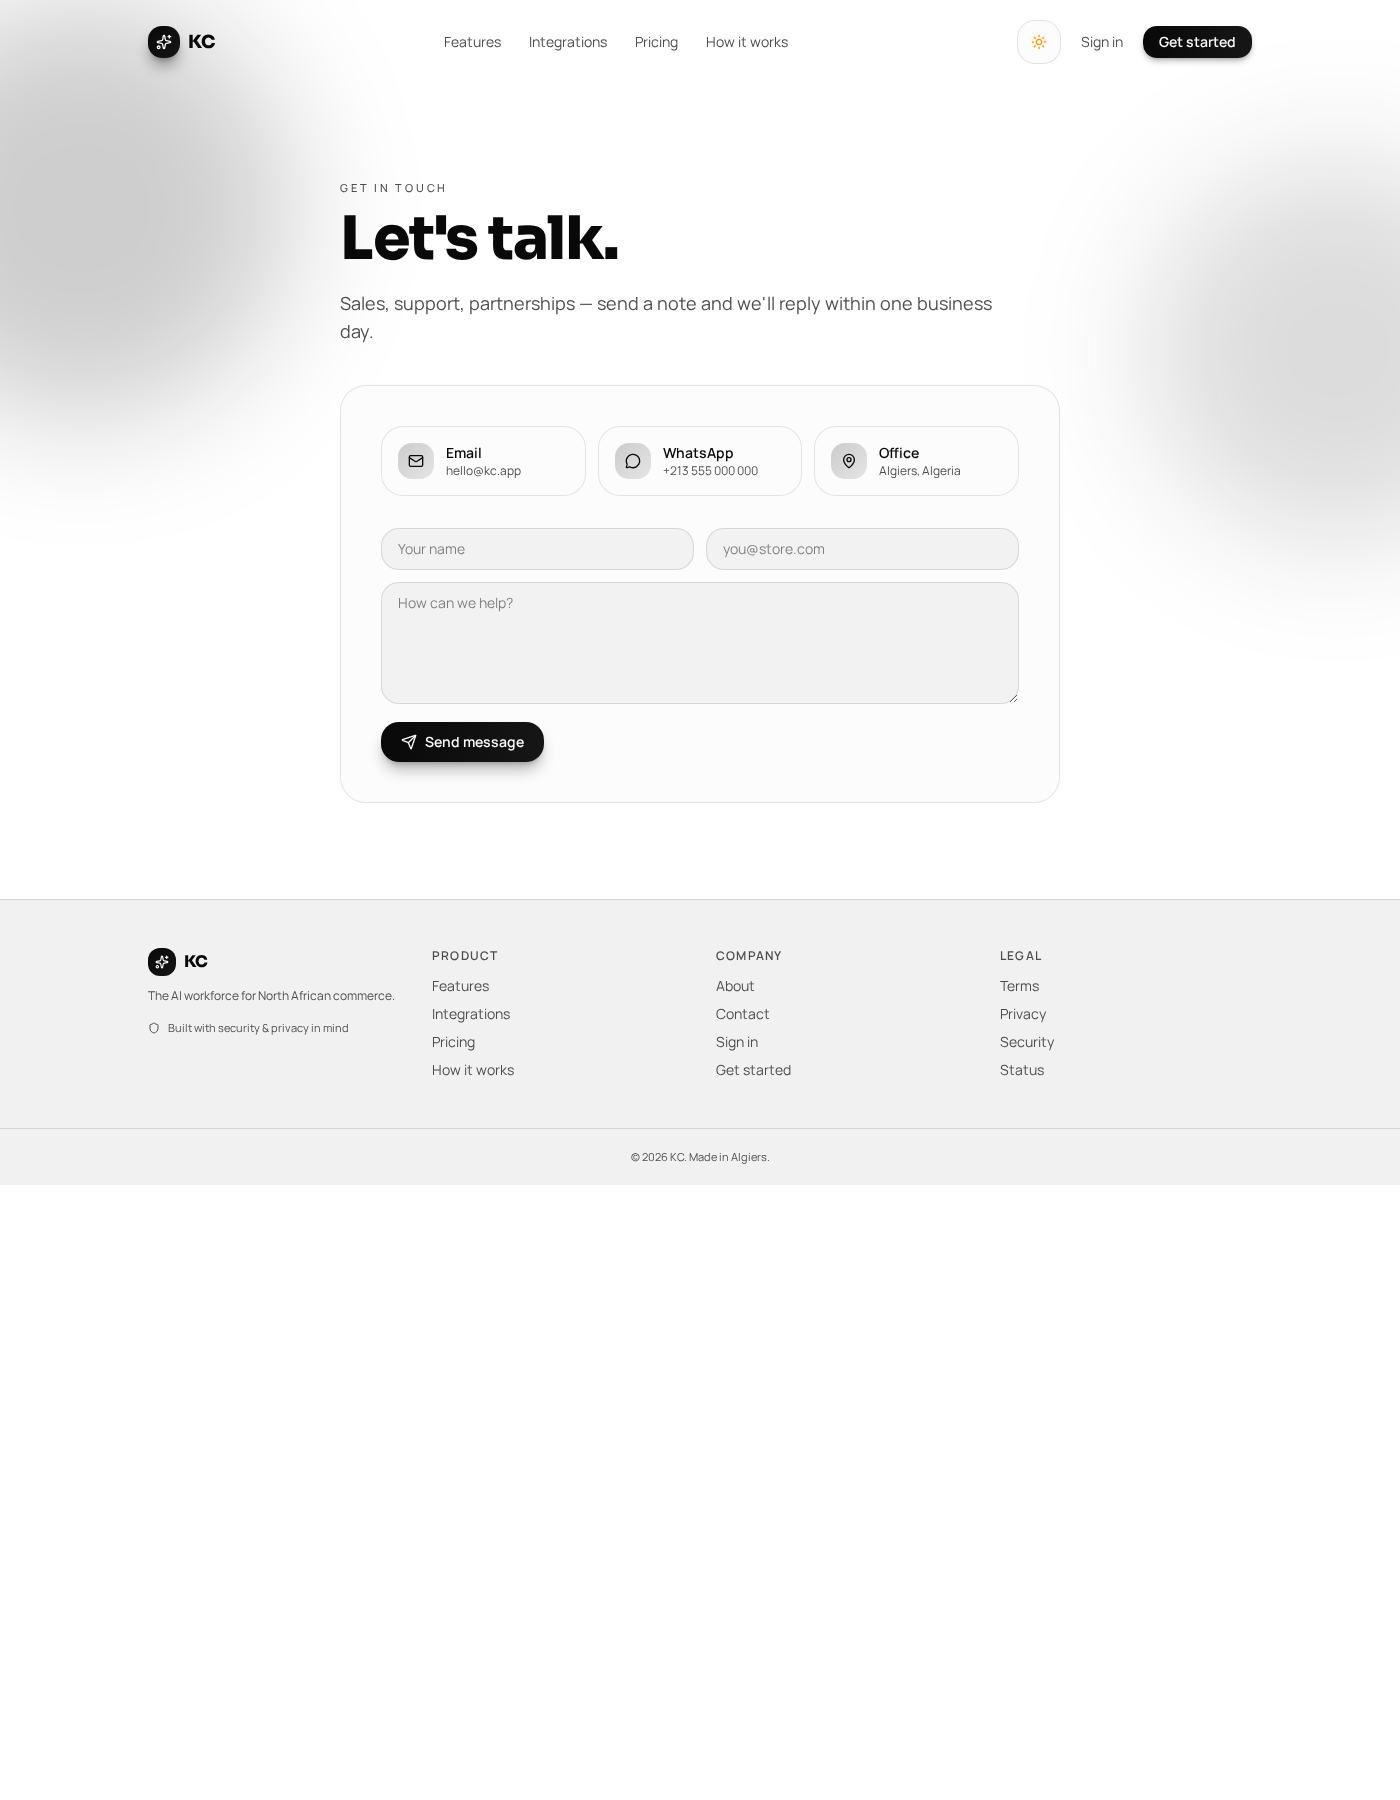 KC
Features Integrations Pricing How it works
Sign in
Get started
GET IN TOUCH
Let's talk.
Sales, support, partnerships — send a note and we'll reply within one business
day.
Email
hello@kc.app
WhatsApp
+213 555 000 000
Office
Algiers, Algeria
Your name
you@store.com
How can we help?
Send message
KC
The AI workforce for North African commerce.
Built with security & privacy in mind
PRODUCT
Features
Integrations
Pricing
How it works
COMPANY
About
Contact
Sign in
Get started
LEGAL
Terms
Privacy
Security
Status
© 2026 KC. Made in Algiers.